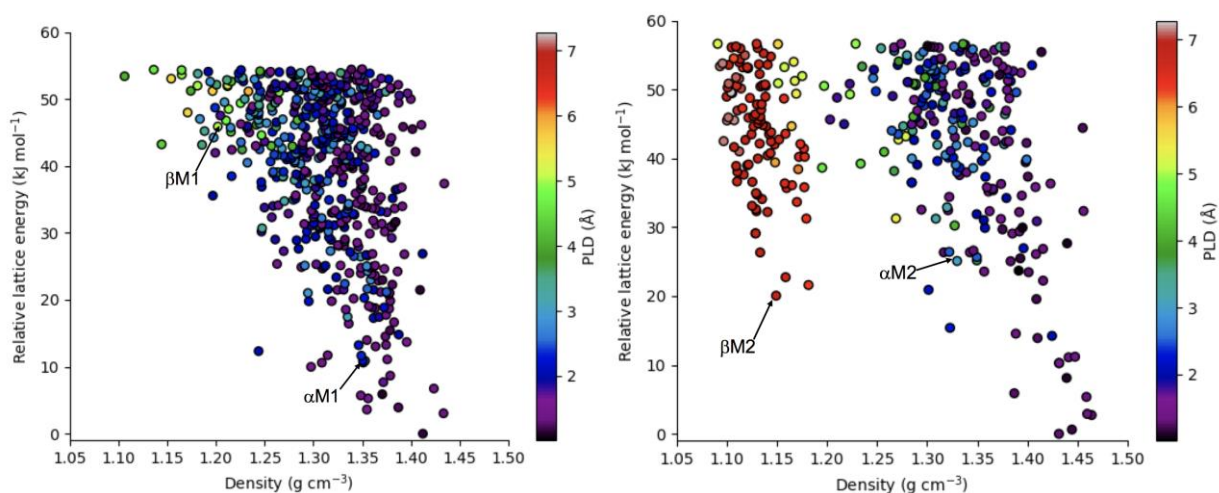 60
50
40
30
20
10
0
Relative lattice energy (kJ mol⁻¹)
βM1
αM1
1.05 1.10 1.15 1.20 1.25 1.30 1.35 1.40 1.45 1.50
Density (g cm⁻³)
7
6
5
4
3
2
PLD (Å)
60
50
40
30
20
10
0
Relative lattice energy (kJ mol⁻¹)
αM2
βM2
1.05 1.10 1.15 1.20 1.25 1.30 1.35 1.40 1.45 1.50
Density (g cm⁻³)
7
6
5
4
3
2
PLD (Å)